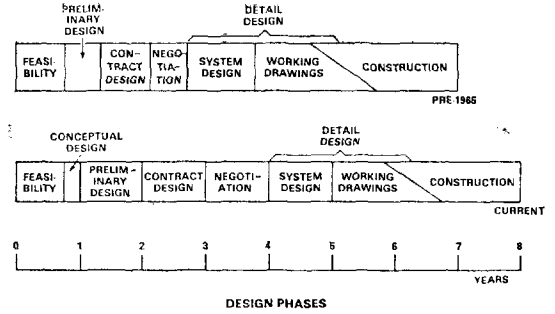 PRELIM-
INARY
DESIGN
DETAIL
DESIGN
FEASI-
BILITY
CON-
TRACT
DESIGN
NEGO-
TIA-
TION
SYSTEM
DESIGN
WORKING
DRAWINGS
CONSTRUCTION
PRE-1965
CONCEPTUAL
DESIGN
DETAIL
DESIGN
FEASI-
BILITY
PRELIM-
INARY
DESIGN
CONTRACT
DESIGN
NEGOTI-
ATION
SYSTEM
DESIGN
WORKING
DRAWINGS
CONSTRUCTION
CURRENT
0 1 2 3 4 5 6 7 8
YEARS
DESIGN PHASES